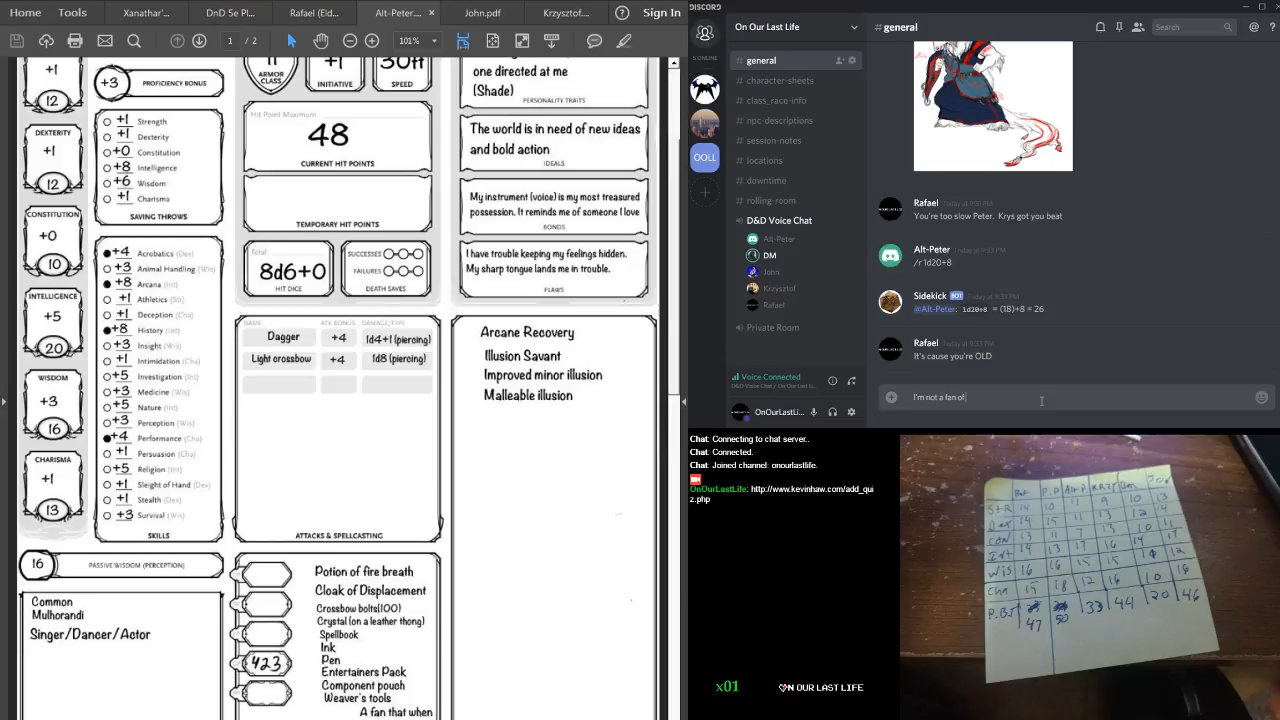 Home
Tools
Xanathar'...
DnD 5e Pl...
Rafael (Eld...
Alt-Peter....
John.pdf
Krzysztof....
Sign In
1 / 2
101%
+1
12
DEXTERITY
+1
12
CONSTITUTION
+0
10
INTELLIGENCE
+5
20
WISDOM
+3
16
CHARISMA
+1
13
+3 PROFICIENCY BONUS
+1 Strength
+1 Dexterity
+0 Constitution
+8 Intelligence
+6 Wisdom
+1 Charisma
SAVING THROWS
+4 Acrobatics (Dex)
+3 Animal Handling (Wis)
+8 Arcana (Int)
+1 Athletics (Str)
+1 Deception (Cha)
+8 History (Int)
+3 Insight (Wis)
+1 Intimidation (Cha)
+5 Investigation (Int)
+3 Medicine (Wis)
+5 Nature (Int)
+3 Perception (Wis)
+4 Performance (Cha)
+1 Persuasion (Cha)
+5 Religion (Int)
+1 Sleight of Hand (Dex)
+1 Stealth (Dex)
+3 Survival (Wis)
SKILLS
16 PASSIVE WISDOM (PERCEPTION)
Common
Mulhorandi
Singer/Dancer/Actor
11
ARMOR
CLASS
+1
INITIATIVE
30ft
SPEED
Hit Point Maximum
48
CURRENT HIT POINTS
TEMPORARY HIT POINTS
Total
8d6+0
HIT DICE
SUCCESSES
FAILURES
DEATH SAVES
NAME ATK BONUS DAMAGE/TYPE
Dagger +4 1d4+1 (piercing)
Light crossbow +4 1d8 (piercing)
ATTACKS & SPELLCASTING
423
Potion of fire breath
Cloak of Displacement
Crossbow bolts(100)
Crystal (on a leather thong)
Spellbook
Ink
Pen
Entertainers Pack
Component pouch
Weaver's tools
A fan that when
one directed at me
(Shade)
PERSONALITY TRAITS
The world is in need of new ideas
and bold action
IDEALS
My instrument (voice) is my most treasured
possession. It reminds me of someone I love
BONDS
I have trouble keeping my feelings hidden.
My sharp tongue lands me in trouble.
FLAWS
Arcane Recovery
Illusion Savant
Improved minor illusion
Malleable illusion
DISCORD
5 ONLINE
OOLL
On Our Last Life
# general
# character-sheets
# class_race-info
# npc-descriptions
# session-notes
# locations
# downtime
# rolling-room
D&D Voice Chat
Alt-Peter
DM
John
Krzysztof
Rafael
Private Room
Voice Connected
D&D Voice Chat / On Our Last Li...
OnOurLastLi...
# general
Search
Rafael
You're too slow Peter. Krys got you beat
Alt-Peter
/r 1d20+8
Sidekick BOT
@Alt-Peter: 1d20+8 = (18)+8 = 26
Rafael
It's cause you're OLD
I'm not a fan of
Chat: Connecting to chat server..
Chat: Connected.
Chat: Joined channel: onourlastlife.
OnOurLastLife: http://www.kevinhaw.com/add_qui
z.php
x01
ON OUR LAST LIFE